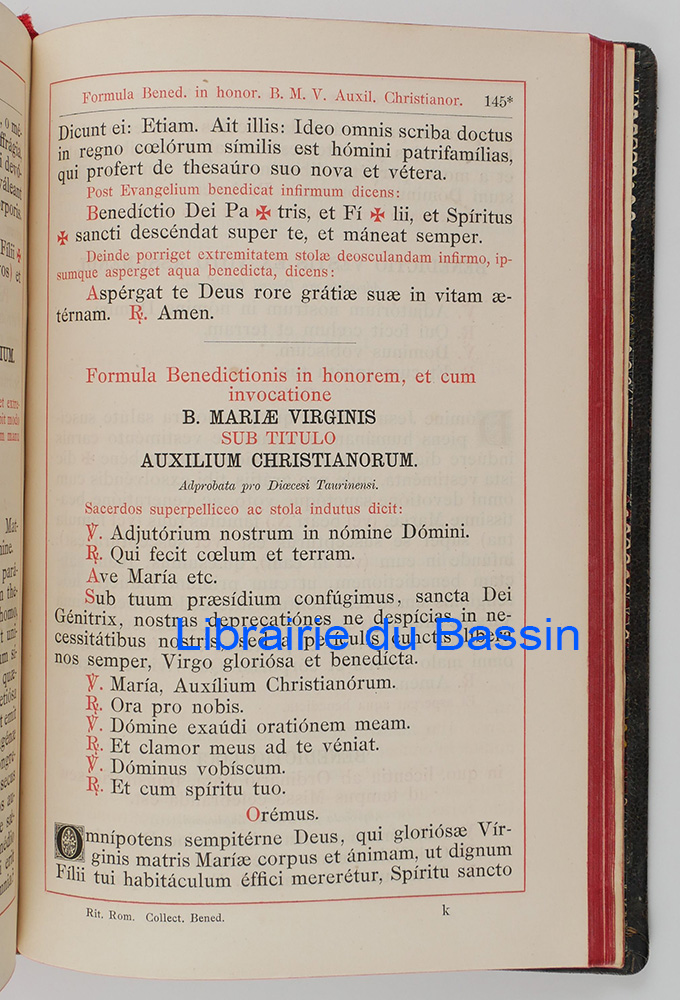 Formula Bened. in honor. B. M. V. Auxil. Christianor. 145*
Dicunt ei: Etiam. Ait illis: Ideo omnis scriba doctus
in regno cœlórum símilis est hómini patrifamílias,
qui profert de thesaúro suo nova et vétera.
Post Evangelium benedicat infirmum dicens:
Benedíctio Dei Pa ✠ tris, et Fí ✠ lii, et Spíritus
✠ sancti descéndat super te, et máneat semper.
Deinde porriget extremitatem stolæ deosculandam infirmo, ip-
sumque asperget aqua benedicta, dicens:
Aspérgat te Deus rore grátiæ suæ in vitam æ-
térnam. ℟. Amen.
Formula Benedictionis in honorem, et cum
invocatione
B. MARIÆ VIRGINIS
SUB TITULO
AUXILIUM CHRISTIANORUM.
Adprobata pro Diœcesi Taurinensi.
Sacerdos superpelliceo ac stola indutus dicit:
℣. Adjutórium nostrum in nómine Dómini.
℟. Qui fecit cœlum et terram.
Ave María etc.
Sub tuum præsídium confúgimus, sancta Dei
Génitrix, nostras deprecatiónes ne despícias in ne-
cessitátibus nostris, sed a perículis cunctis líbera
nos semper, Virgo gloriósa et benedícta.
Librairie du Bassin
℣. María, Auxílium Christianórum.
℟. Ora pro nobis.
℣. Dómine exaúdi oratiónem meam.
℟. Et clamor meus ad te véniat.
℣. Dóminus vobíscum.
℟. Et cum spíritu tuo.
Orémus.
Omnípotens sempitérne Deus, qui gloriósæ Vír-
ginis matris Maríæ corpus et ánimam, ut dignum
Fílii tui habitáculum éffici mererétur, Spíritu sancto
Rit. Rom. Collect. Bened. k